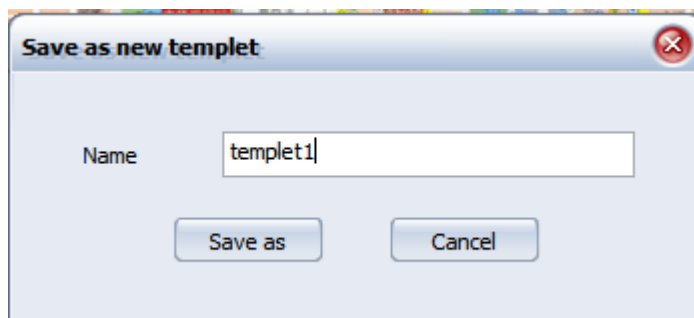 Save as new templet
Name
templet1
Save as
Cancel